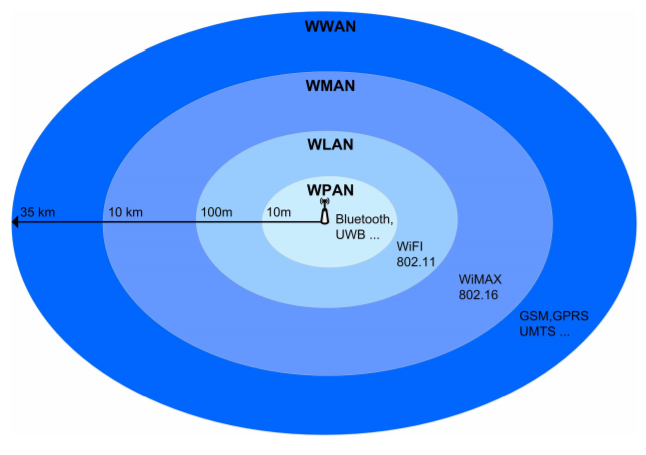 WWAN
WMAN
WLAN
WPAN
35 km
10 km
100m
10m
Bluetooth,
UWB ...
WiFI
802.11
WiMAX
802.16
GSM,GPRS
UMTS ...